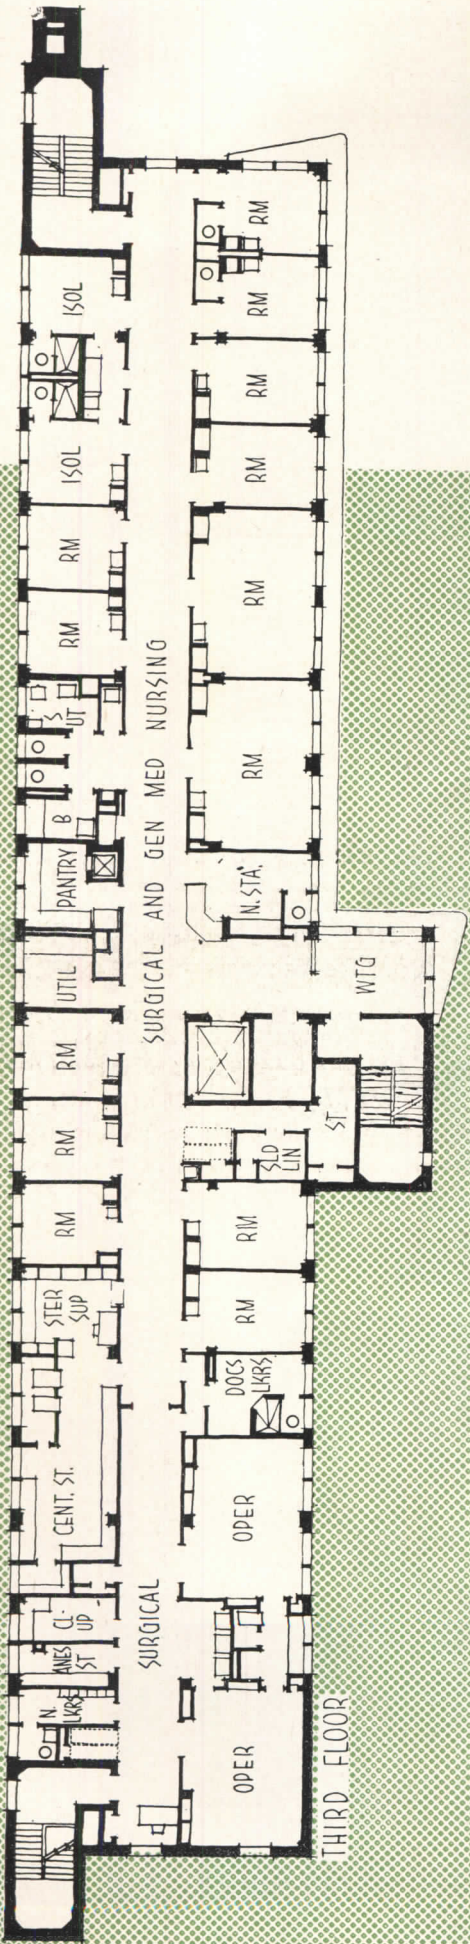 N.
LKRS
ANES
ST
CL-
UP
CENT. ST.
STER
SUP
RM
RM
RM
UTIL
PANTRY
B
S
UT
RM
RM
ISOL
ISOL
SURGICAL
SURGICAL AND GEN MED NURSING
OPER
OPER
DOCS
LKRS
RM
RM
SLD
LIN
ST.
WTG
N. STA.
RM
RM
RM
RM
RM
RM
THIRD FLOOR